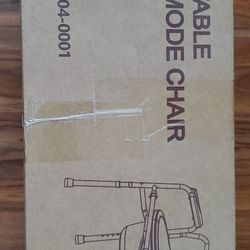 ABLE
MODE CHAIR
04-0001